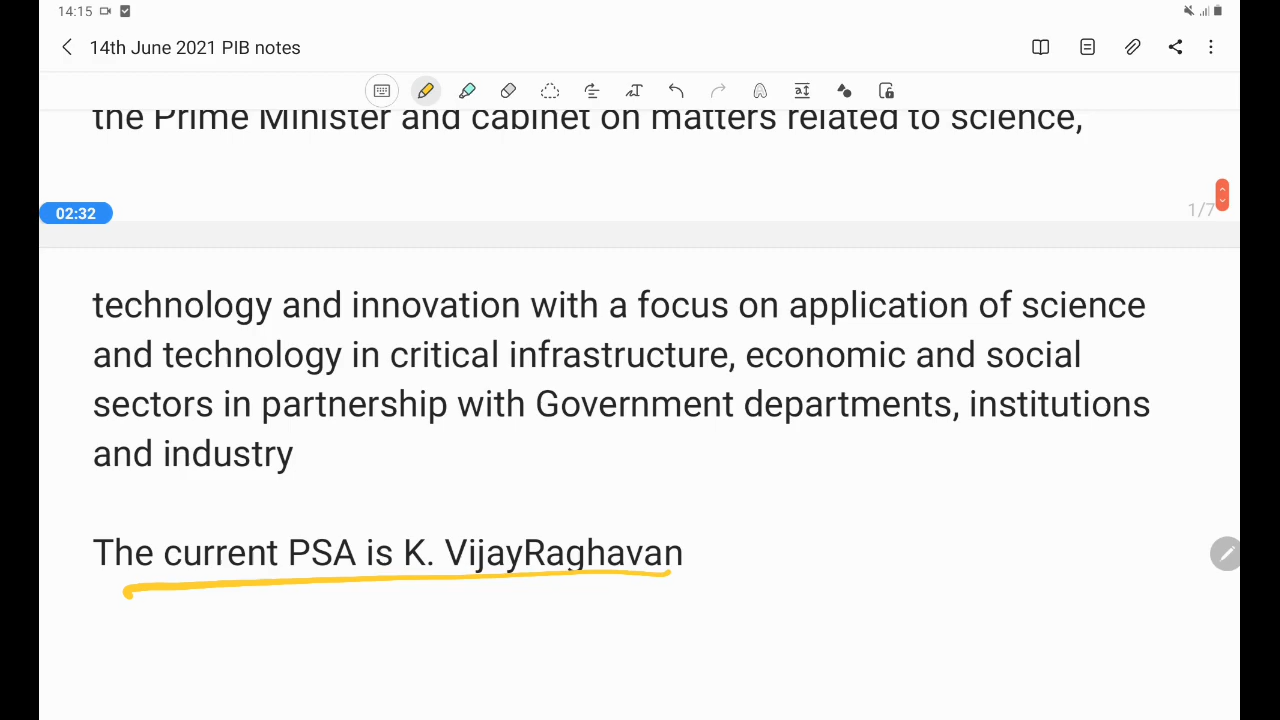 14:15
14th June 2021 PIB notes
the Prime Minister and cabinet on matters related to science,
02:32
1/7
technology and innovation with a focus on application of science
and technology in critical infrastructure, economic and social
sectors in partnership with Government departments, institutions
and industry
The current PSA is K. VijayRaghavan